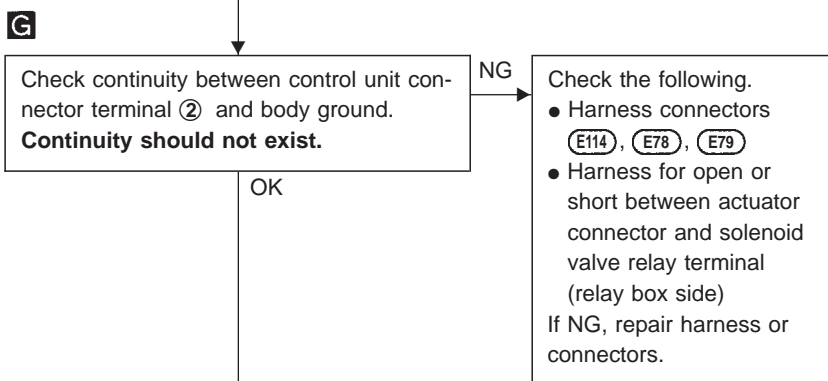 G
Check continuity between control unit con-
nector terminal ② and body ground.
Continuity should not exist.
NG
OK
Check the following.
● Harness connectors
E114, E78, E79
● Harness for open or
short between actuator
connector and solenoid
valve relay terminal
(relay box side)
If NG, repair harness or
connectors.